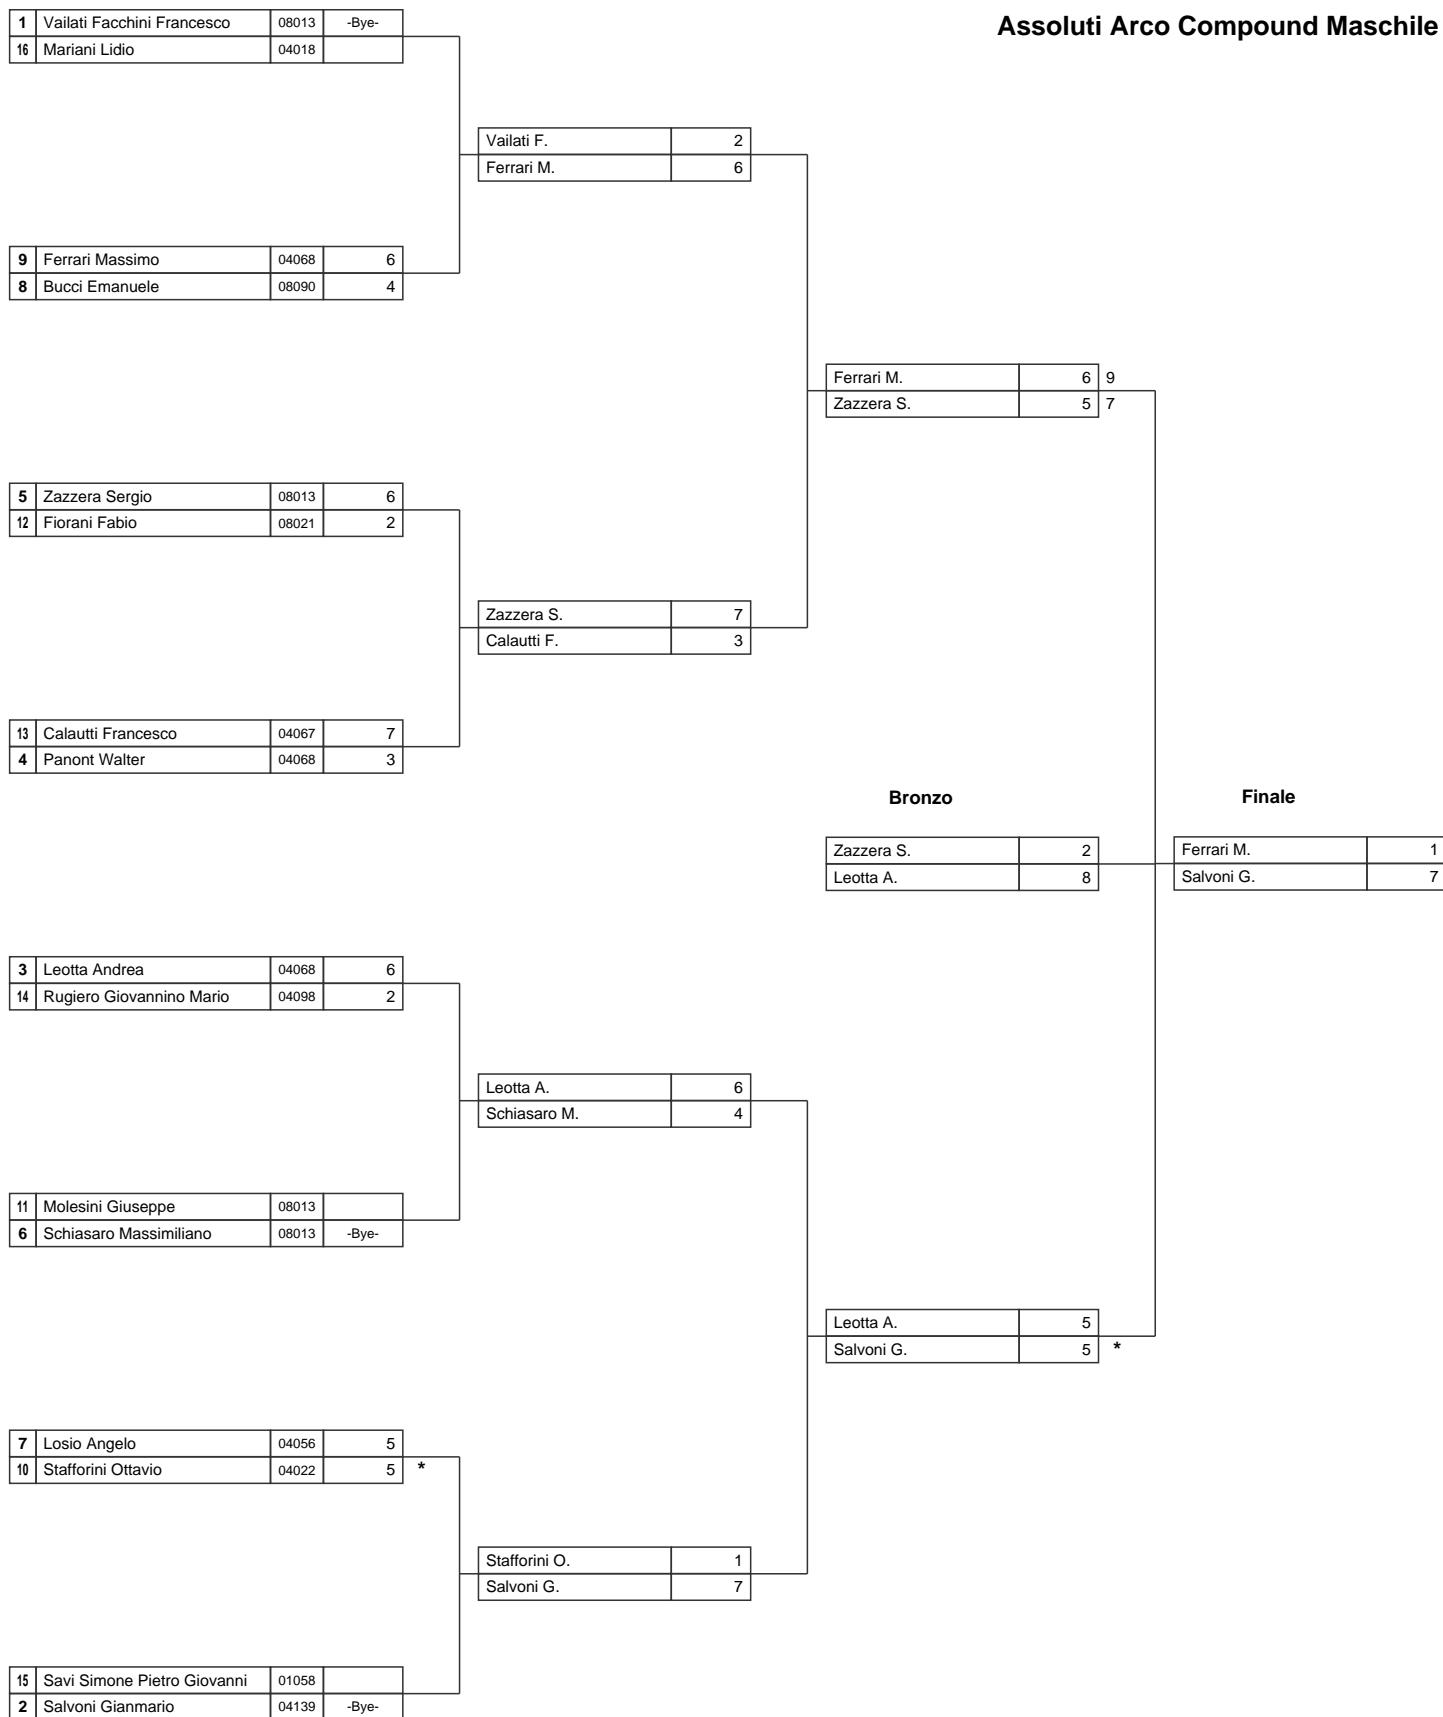 Assoluti Arco Compound Maschile
1 Vailati Facchini Francesco 08013 -Bye-
16 Mariani Lidio 04018
Vailati F. 2
Ferrari M. 6
9 Ferrari Massimo 04068 6
8 Bucci Emanuele 08090 4
Ferrari M. 6 9
Zazzera S. 5 7
5 Zazzera Sergio 08013 6
12 Fiorani Fabio 08021 2
Zazzera S. 7
Calautti F. 3
13 Calautti Francesco 04067 7
4 Panont Walter 04068 3
Bronzo Finale
Zazzera S. 2 Ferrari M. 1
Leotta A. 8 Salvoni G. 7
3 Leotta Andrea 04068 6
14 Rugiero Giovannino Mario 04098 2
Leotta A. 6
Schiasaro M. 4
11 Molesini Giuseppe 08013
6 Schiasaro Massimiliano 08013 -Bye-
Leotta A. 5
Salvoni G. 5 *
7 Losio Angelo 04056 5
10 Stafforini Ottavio 04022 5 *
Stafforini O. 1
Salvoni G. 7
15 Savi Simone Pietro Giovanni 01058
2 Salvoni Gianmario 04139 -Bye-